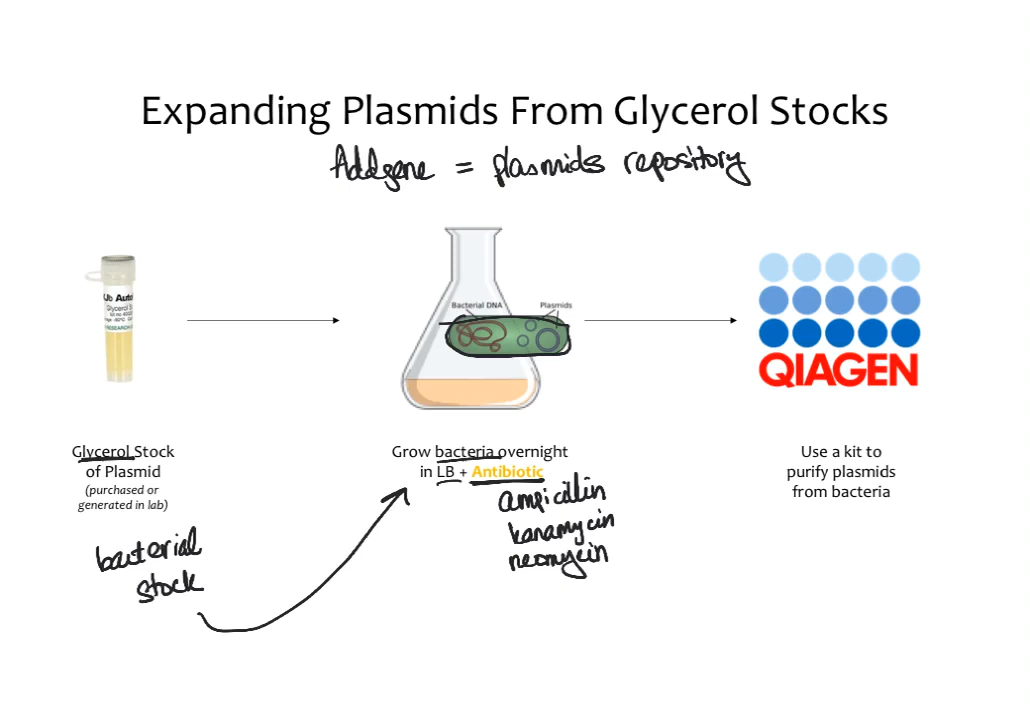 Expanding Plasmids From Glycerol Stocks
Addgene = plasmids repository
Glycerol
RESEARCH
Bacterial DNA
Plasmids
QIAGEN
Glycerol Stock
of Plasmid
(purchased or
generated in lab)
Grow bacteria overnight
in LB + Antibiotic
Use a kit to
purify plasmids
from bacteria
ampicillin
kanamycin
neomycin
bacterial
stock